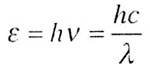 ε = hν = hc/λ